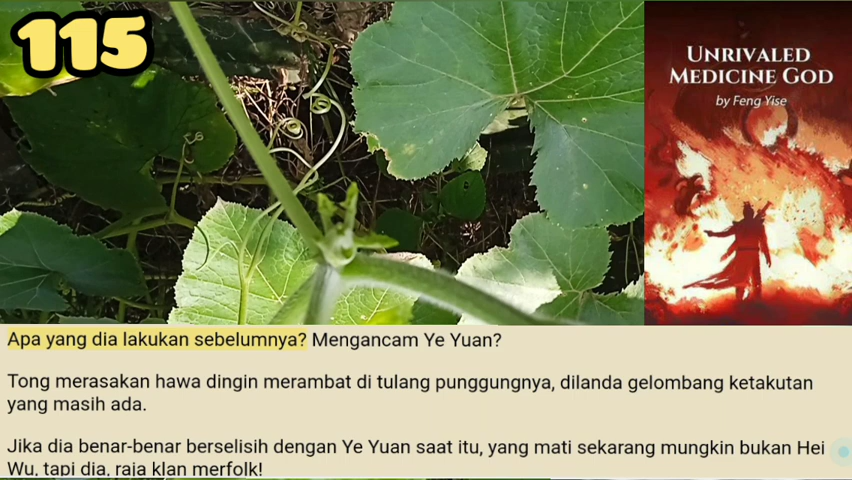 115
UNRIVALED
MEDICINE GOD
by Feng Yise
Apa yang dia lakukan sebelumnya? Mengancam Ye Yuan?
Tong merasakan hawa dingin merambat di tulang punggungnya, dilanda gelombang ketakutan
yang masih ada.
Jika dia benar-benar berselisih dengan Ye Yuan saat itu, yang mati sekarang mungkin bukan Hei
Wu, tapi dia, raja klan merfolk!